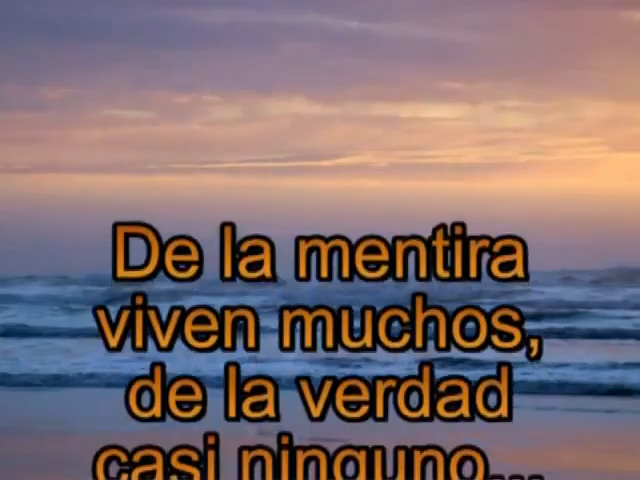 De la mentira
viven muchos,
de la verdad
casi ninguno...